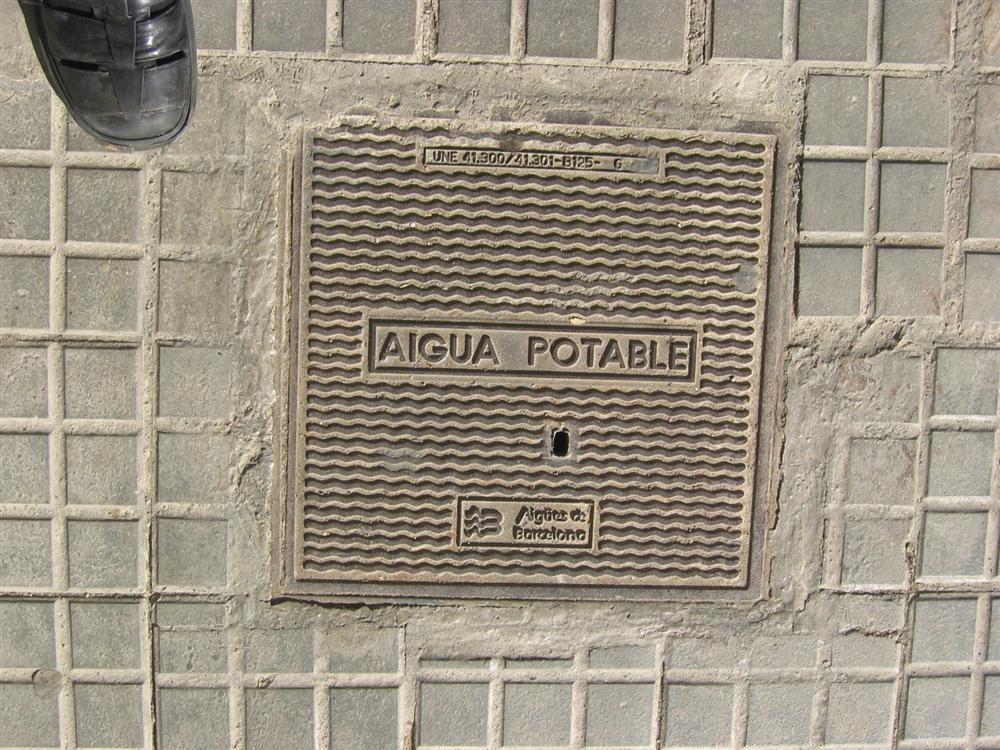 UNE 41.300/41.301-B125- G
AIGUA POTABLE
Aigües de
Barcelona